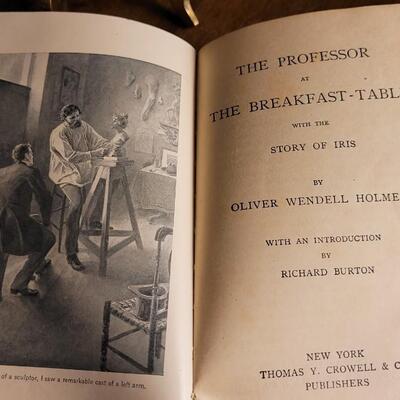 of a sculptor, I saw a remarkable cast of a left arm.
THE PROFESSOR
AT
THE BREAKFAST-TABL
WITH THE
STORY OF IRIS
BY
OLIVER WENDELL HOLME
WITH AN INTRODUCTION
BY
RICHARD BURTON
NEW YORK
THOMAS Y. CROWELL & C
PUBLISHERS